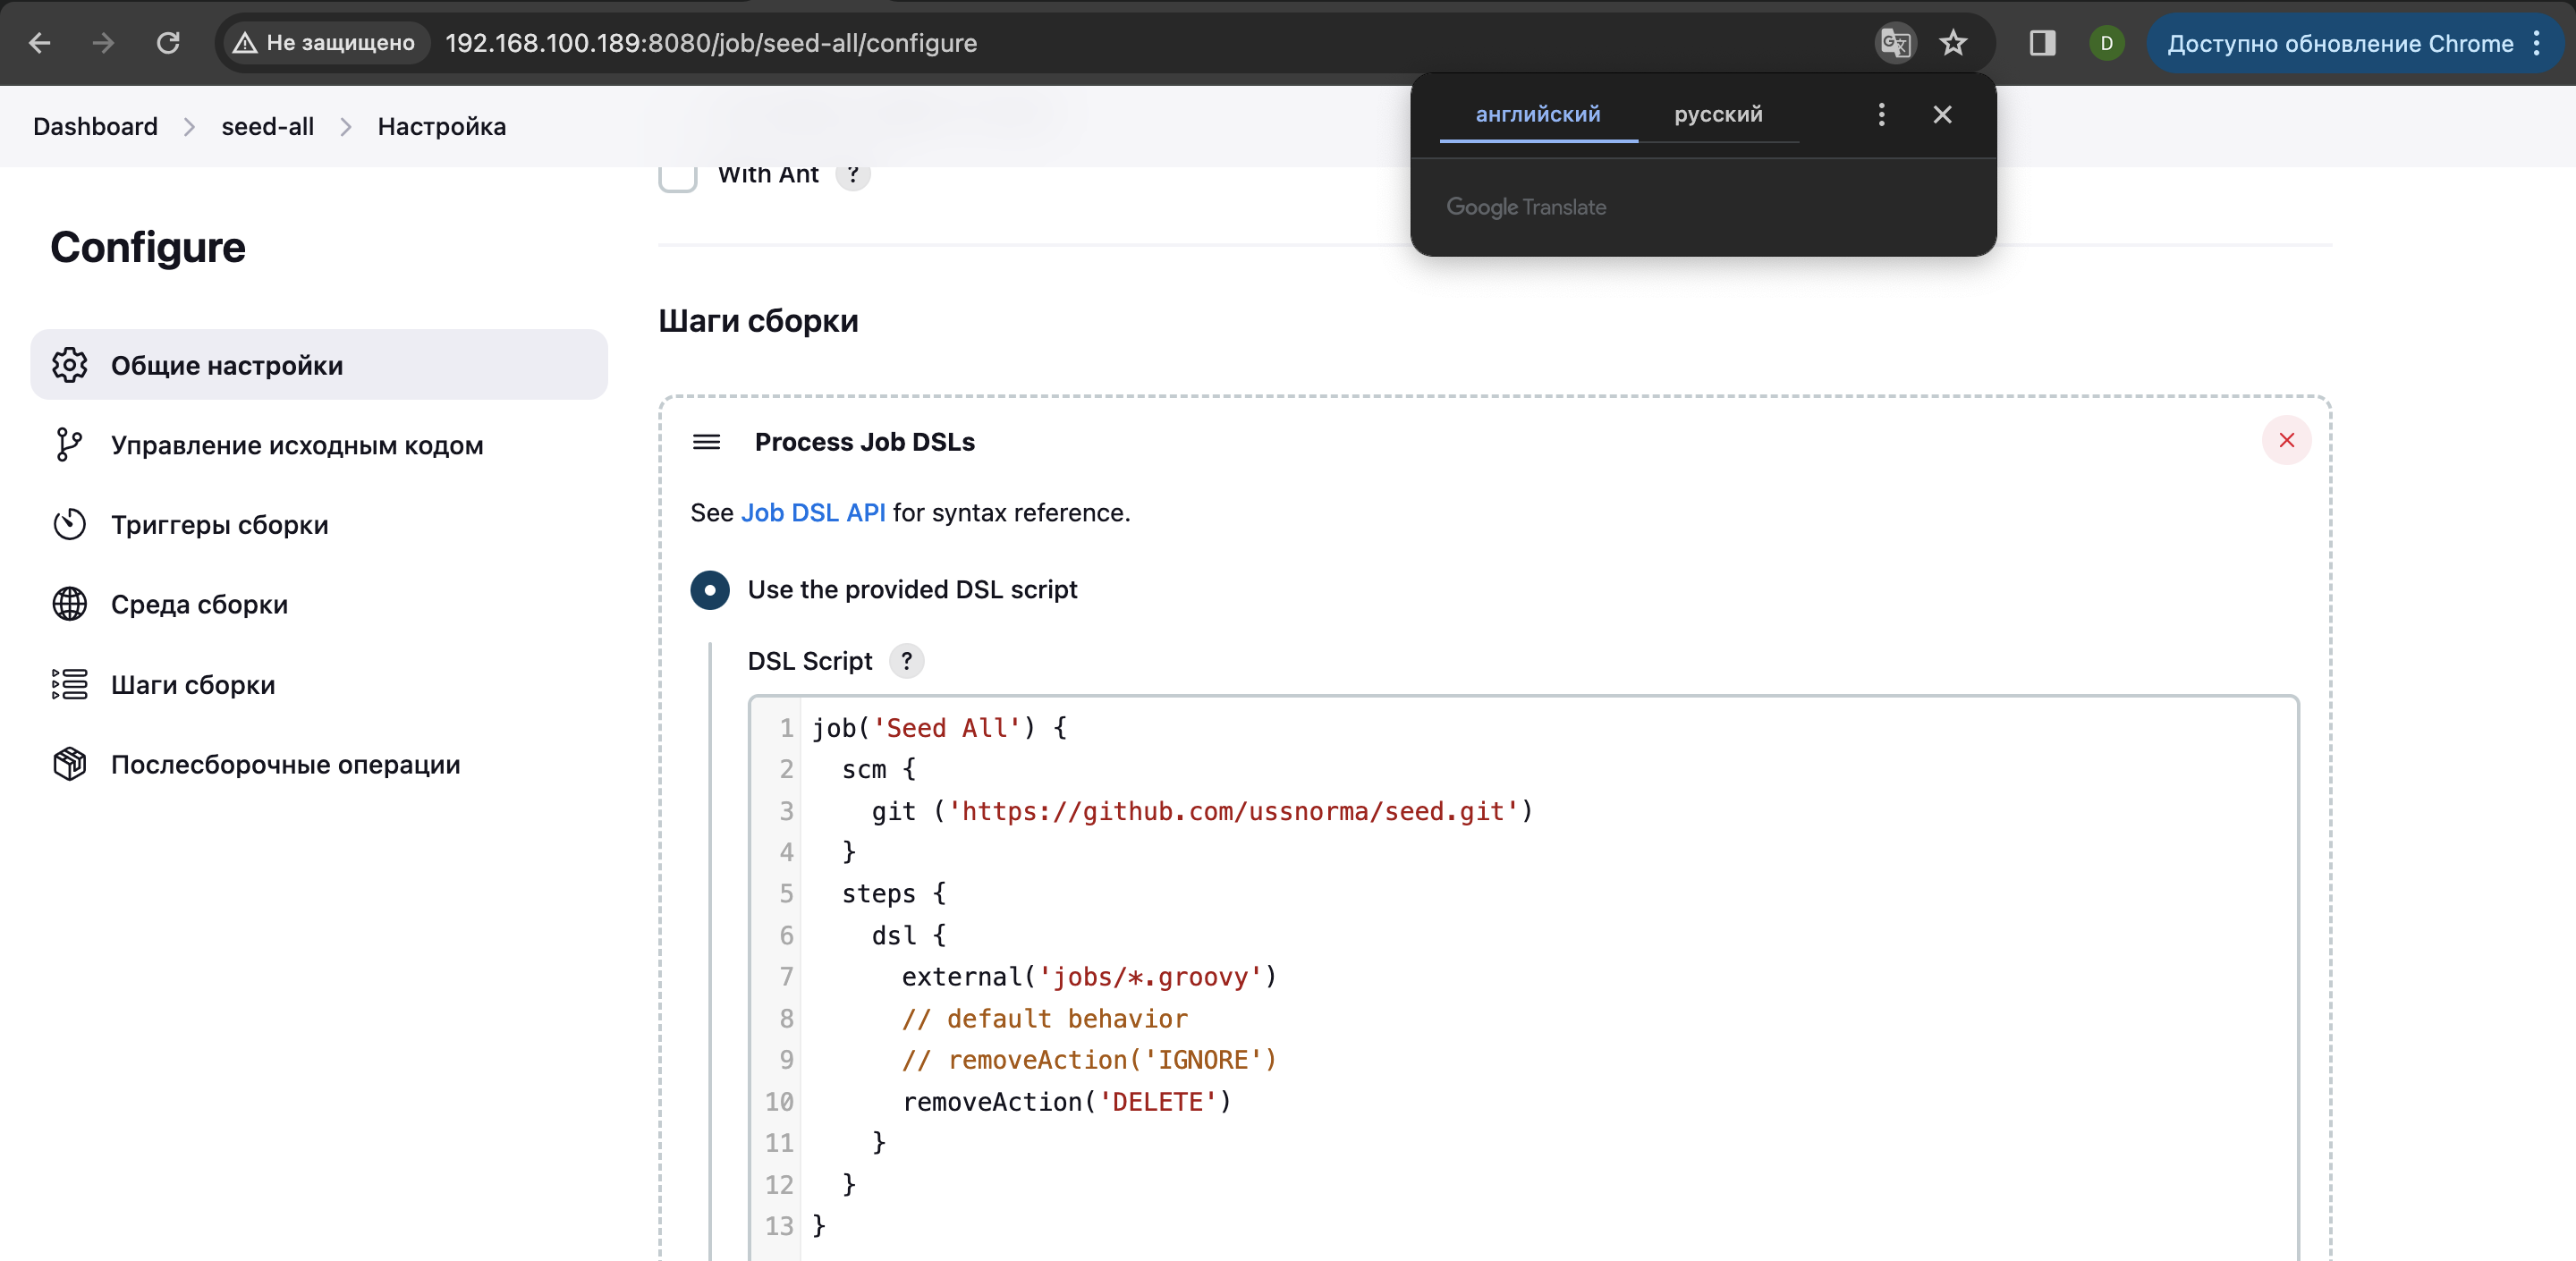 Не защищено
192.168.100.189:8080/job/seed-all/configure
D
Доступно обновление Chrome
английский
русский
Google Translate
Dashboard
seed-all
Настройка
With Ant ?
Configure
Общие настройки
Управление исходным кодом
Триггеры сборки
Среда сборки
Шаги сборки
Послесборочные операции
Шаги сборки
Process Job DSLs
See Job DSL API for syntax reference.
Use the provided DSL script
DSL Script ?
1 job('Seed All') {
2   scm {
3     git ('https://github.com/ussnorma/seed.git')
4   }
5   steps {
6     dsl {
7       external('jobs/*.groovy')
8       // default behavior
9       // removeAction('IGNORE')
10       removeAction('DELETE')
11     }
12   }
13 }